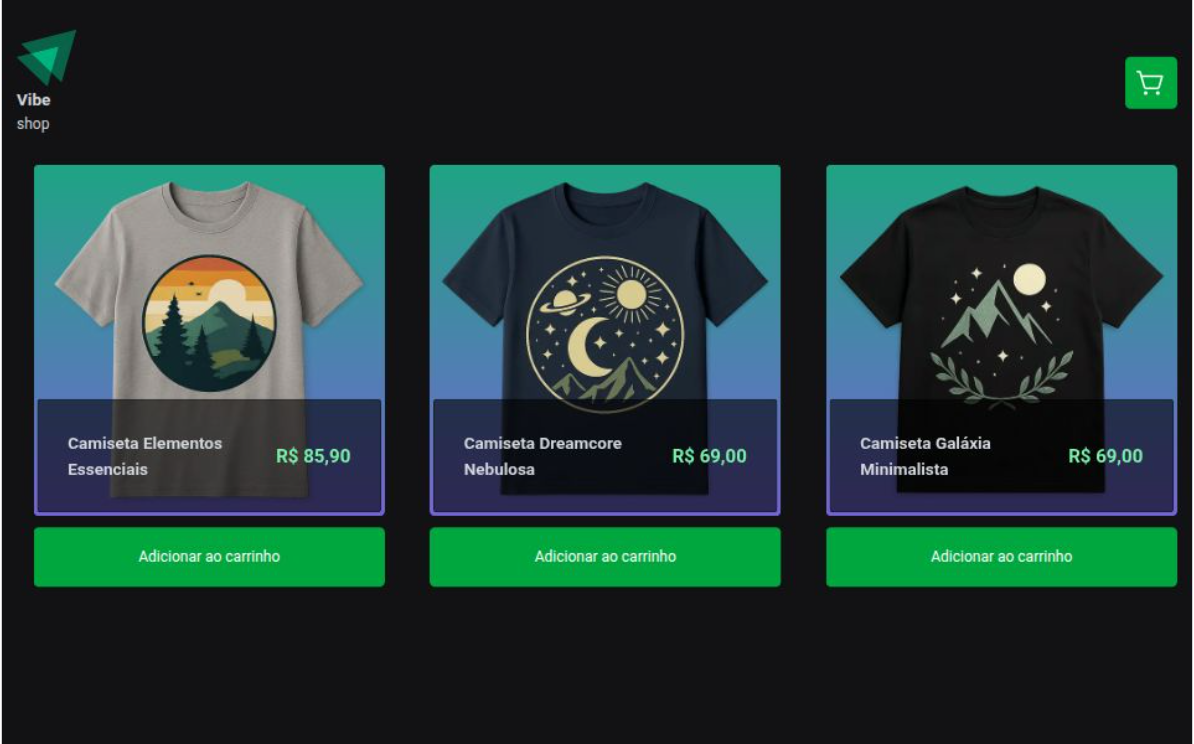 Vibe
shop
Camiseta Elementos
Essenciais
R$ 85,90
Camiseta Dreamcore
Nebulosa
R$ 69,00
Camiseta Galáxia
Minimalista
R$ 69,00
Adicionar ao carrinho
Adicionar ao carrinho
Adicionar ao carrinho